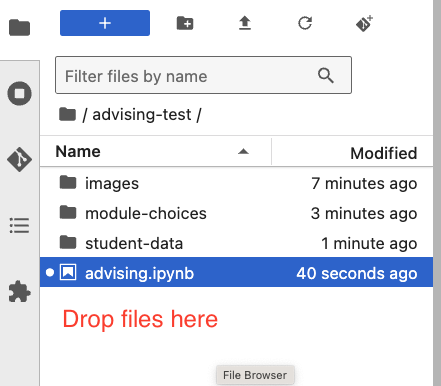 Filter files by name
/ advising-test /
Name Modified
images 7 minutes ago
module-choices 3 minutes ago
student-data 1 minute ago
advising.ipynb 40 seconds ago
Drop files here
File Browser